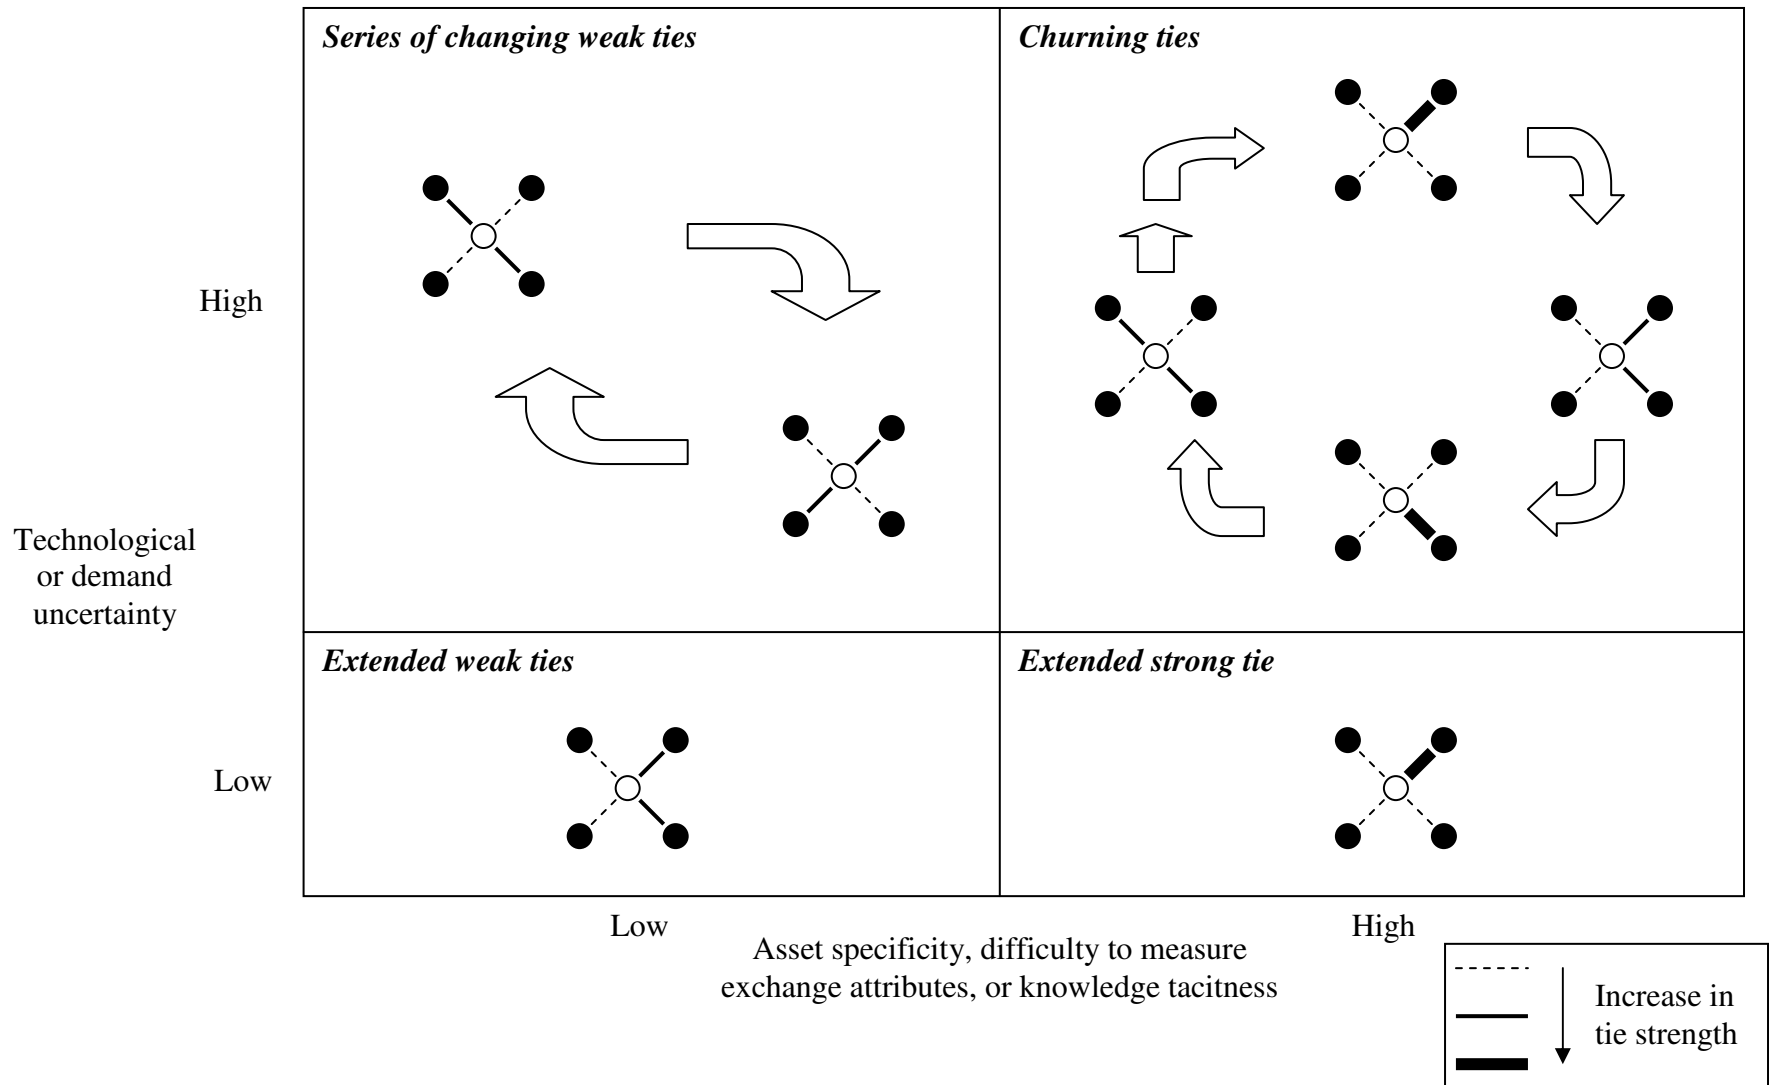 Series of changing weak ties
Churning ties
High
Technological
or demand
uncertainty
Extended weak ties
Extended strong tie
Low
Low
High
Asset specificity, difficulty to measure
exchange attributes, or knowledge tacitness
Increase in
tie strength